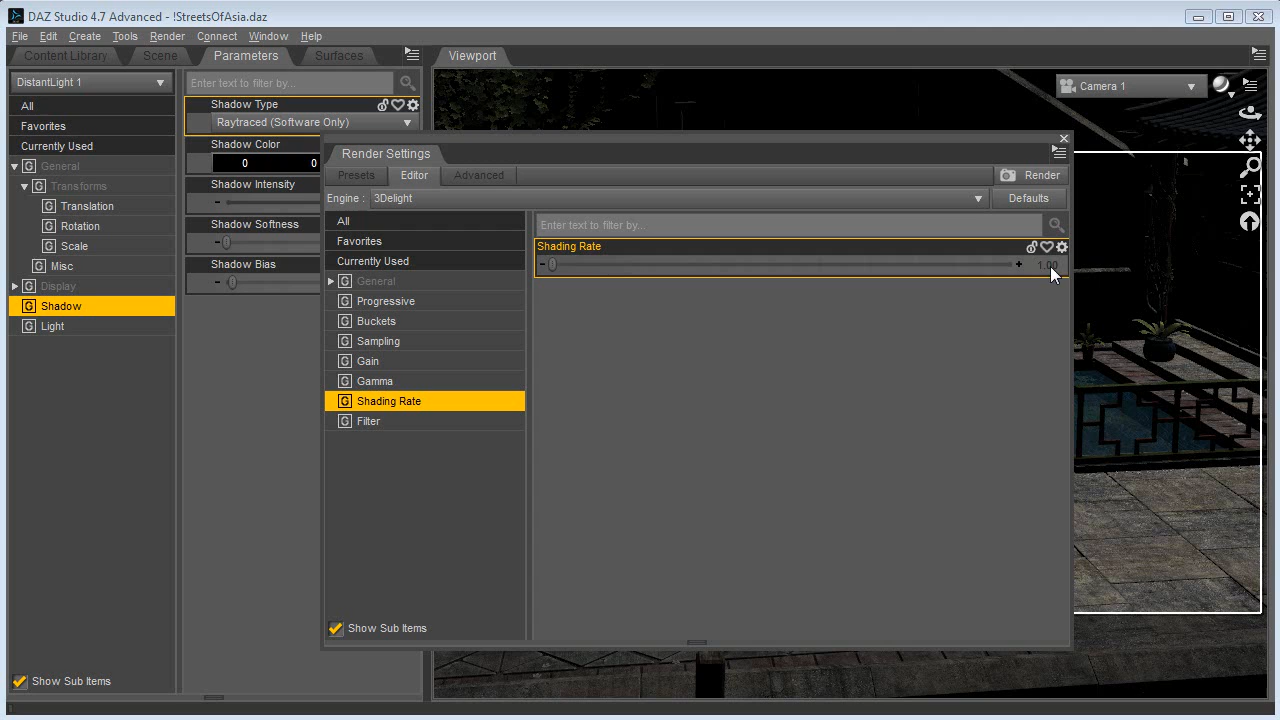 DAZ Studio 4.7 Advanced - !StreetsOfAsia.daz
File Edit Create Tools Render Connect Window Help
Content Library Scene Parameters Surfaces Viewport
DistantLight 1
All
Favorites
Currently Used
G General
G Transforms
G Translation
G Rotation
G Scale
G Misc
G Display
G Shadow
G Light
Show Sub Items
Enter text to filter by...
Shadow Type
Raytraced (Software Only)
Shadow Color
0 0
Shadow Intensity
Shadow Softness
Shadow Bias
Camera 1
Render Settings
Presets Editor Advanced Render
Engine : 3Delight Defaults
All
Favorites
Currently Used
G General
G Progressive
G Buckets
G Sampling
G Gain
G Gamma
G Shading Rate
G Filter
Show Sub Items
Enter text to filter by...
Shading Rate
1.00